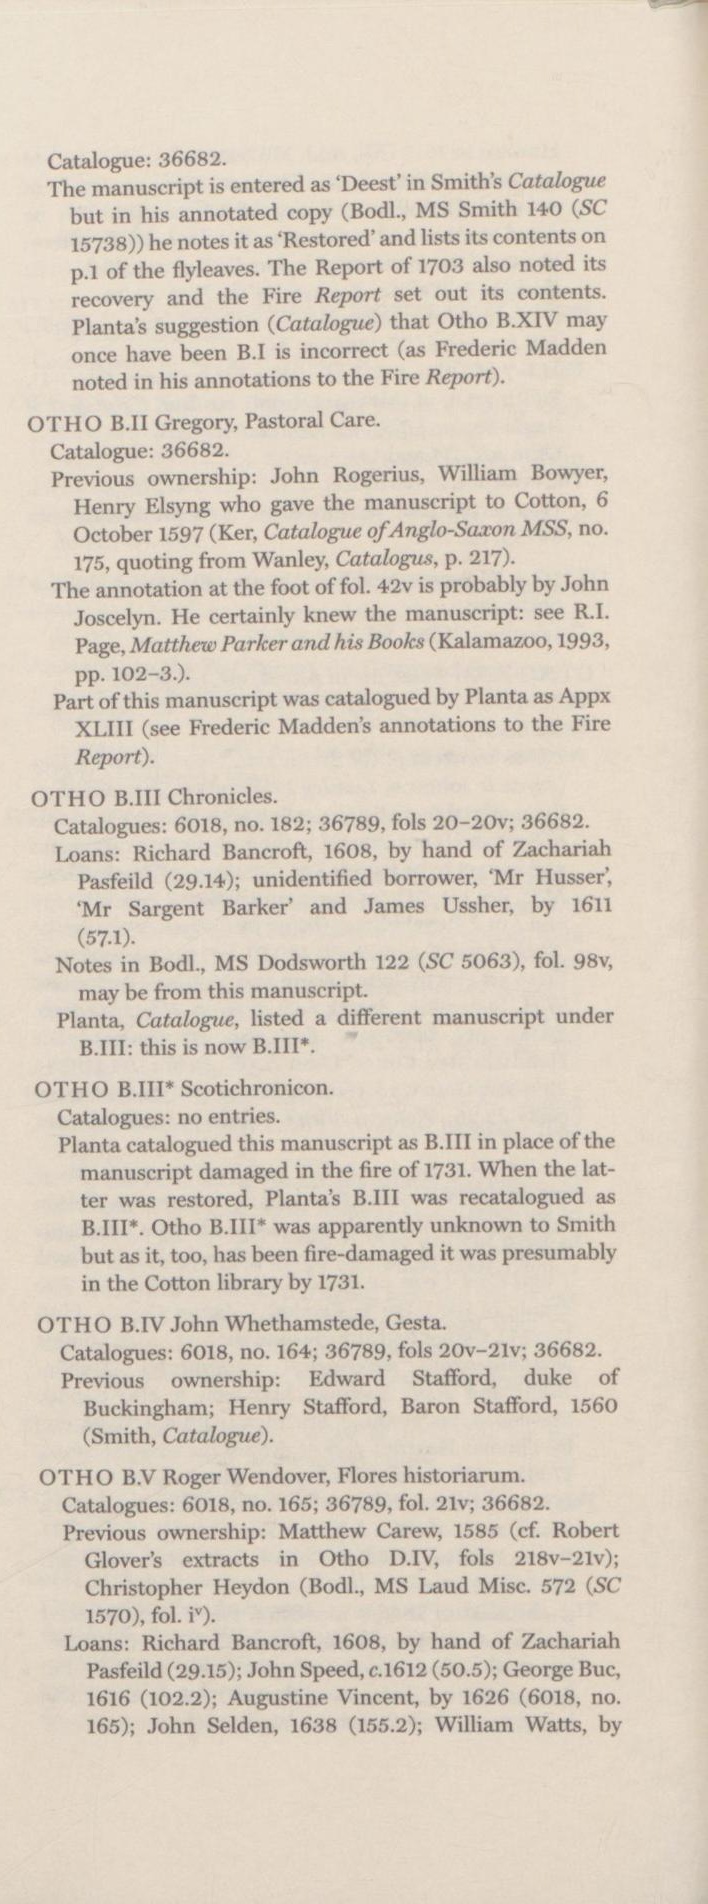 Catalogue: 36682.
The manuscript is entered as ‘Deest’ in Smith’s Catalogue
but in his annotated copy (Bodl., MS Smith 140 (SC
15738)) he notes it as ‘Restored’ and lists its contents on
p.1 of the flyleaves. The Report of 1703 also noted its
recovery and the Fire Report set out its contents.
Planta’s suggestion (Catalogue) that Otho B.XIV may
once have been B.I is incorrect (as Frederic Madden
noted in his annotations to the Fire Report).
OTHO B.II Gregory, Pastoral Care.
Catalogue: 36682.
Previous ownership: John Rogerius, William Bowyer,
Henry Elsyng who gave the manuscript to Cotton, 6
October 1597 (Ker, Catalogue of Anglo-Saxon MSS, no.
175, quoting from Wanley, Catalogus, p. 217).
The annotation at the foot of fol. 42v is probably by John
Joscelyn. He certainly knew the manuscript: see R.I.
Page, Matthew Parker and his Books (Kalamazoo, 1993,
pp. 102–3.).
Part of this manuscript was catalogued by Planta as Appx
XLIII (see Frederic Madden’s annotations to the Fire
Report).
OTHO B.III Chronicles.
Catalogues: 6018, no. 182; 36789, fols 20–20v; 36682.
Loans: Richard Bancroft, 1608, by hand of Zachariah
Pasfeild (29.14); unidentified borrower, ‘Mr Husser’,
‘Mr Sargent Barker’ and James Ussher, by 1611
(57.1).
Notes in Bodl., MS Dodsworth 122 (SC 5063), fol. 98v,
may be from this manuscript.
Planta, Catalogue, listed a different manuscript under
B.III: this is now B.III*.
OTHO B.III* Scotichronicon.
Catalogues: no entries.
Planta catalogued this manuscript as B.III in place of the
manuscript damaged in the fire of 1731. When the lat-
ter was restored, Planta’s B.III was recatalogued as
B.III*. Otho B.III* was apparently unknown to Smith
but as it, too, has been fire-damaged it was presumably
in the Cotton library by 1731.
OTHO B.IV John Whethamstede, Gesta.
Catalogues: 6018, no. 164; 36789, fols 20v–21v; 36682.
Previous ownership: Edward Stafford, duke of
Buckingham; Henry Stafford, Baron Stafford, 1560
(Smith, Catalogue).
OTHO B.V Roger Wendover, Flores historiarum.
Catalogues: 6018, no. 165; 36789, fol. 21v; 36682.
Previous ownership: Matthew Carew, 1585 (cf. Robert
Glover’s extracts in Otho D.IV, fols 218v–21v);
Christopher Heydon (Bodl., MS Laud Misc. 572 (SC
1570), fol. iᵛ).
Loans: Richard Bancroft, 1608, by hand of Zachariah
Pasfeild (29.15); John Speed, c.1612 (50.5); George Buc,
1616 (102.2); Augustine Vincent, by 1626 (6018, no.
165); John Selden, 1638 (155.2); William Watts, by